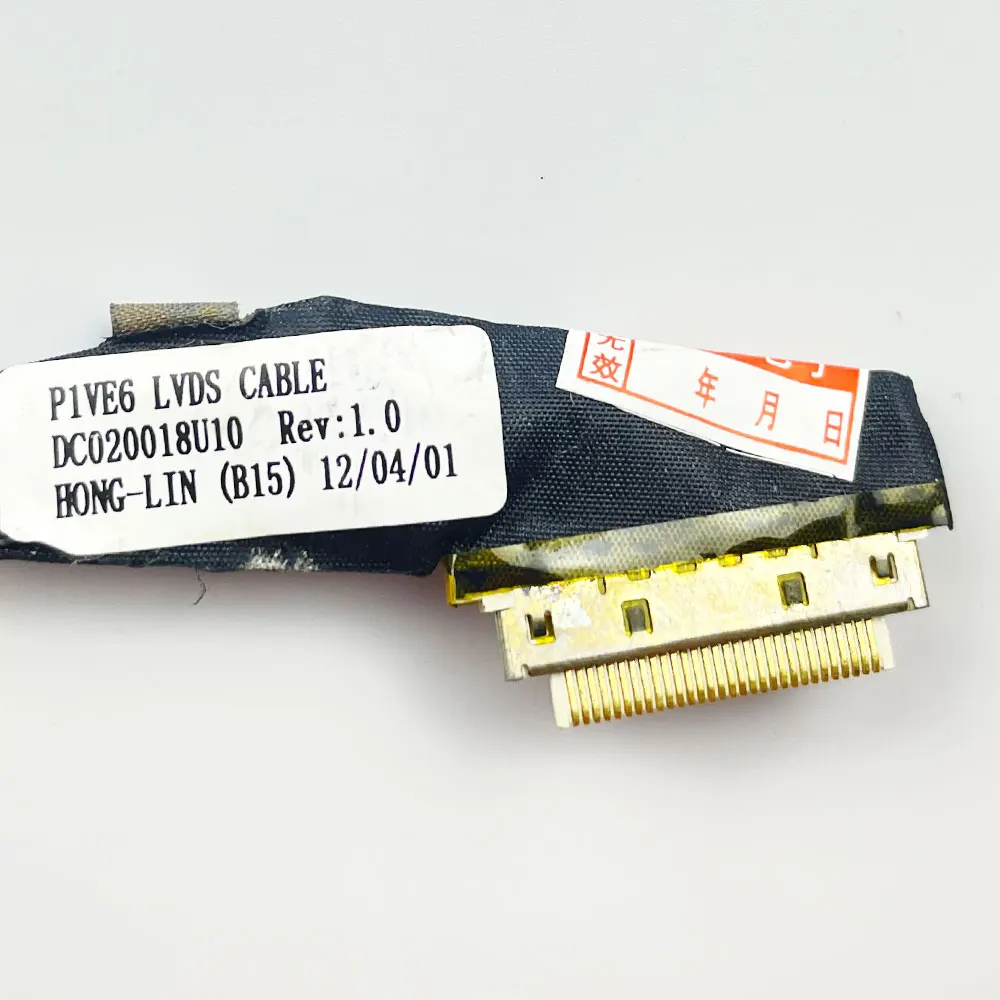 P1VE6 LVDS CABLE
DC020018U10 Rev:1.0
HONG-LIN (B15) 12/04/01
效
年 月 日